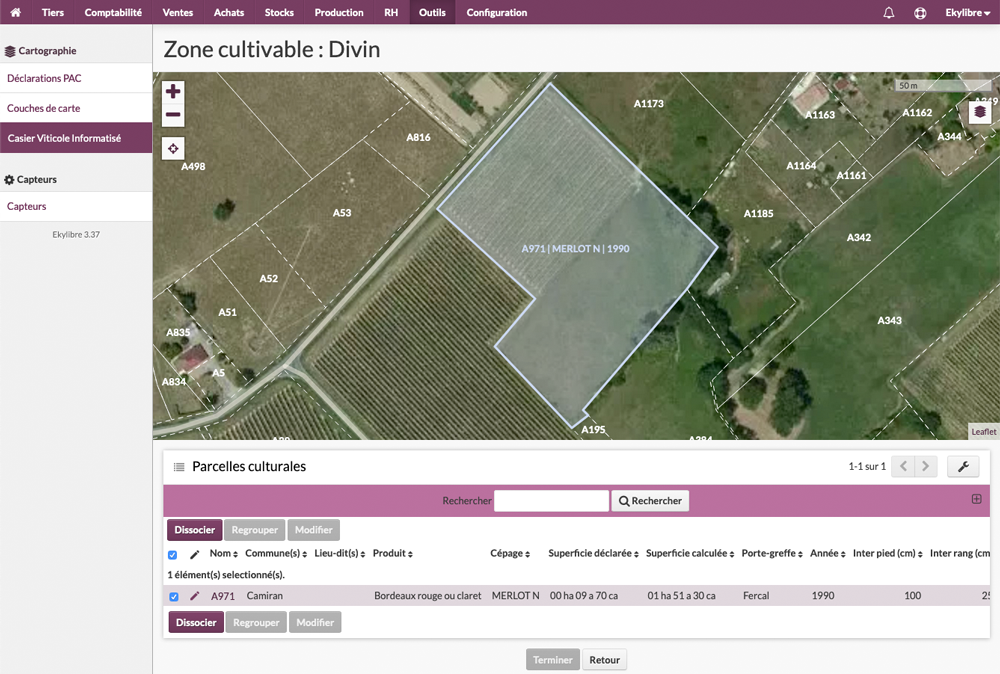 Tiers Comptabilité Ventes Achats Stocks Production RH Outils Configuration Ekylibre
Cartographie
Déclarations PAC
Couches de carte
Casier Viticole Informatisé
Capteurs
Capteurs
Ekylibre 3.37
Zone cultivable : Divin
50 m
A1173
A1163
A1162
A344
A816
A498
A1164
A1161
A53
A1185
A342
A971 | MERLOT N | 1990
A52
A51
A343
A835
A5
A834
A195
Leaflet
Parcelles culturales
1-1 sur 1
Rechercher Rechercher
Dissocier Regrouper Modifier
Nom Commune(s) Lieu-dit(s) Produit Cépage Superficie déclarée Superficie calculée Porte-greffe Année Inter pied (cm) Inter rang (cm
1 élément(s) selectionné(s).
A971 Camiran Bordeaux rouge ou claret MERLOT N 00 ha 09 a 70 ca 01 ha 51 a 30 ca Fercal 1990 100
Dissocier Regrouper Modifier
Terminer Retour